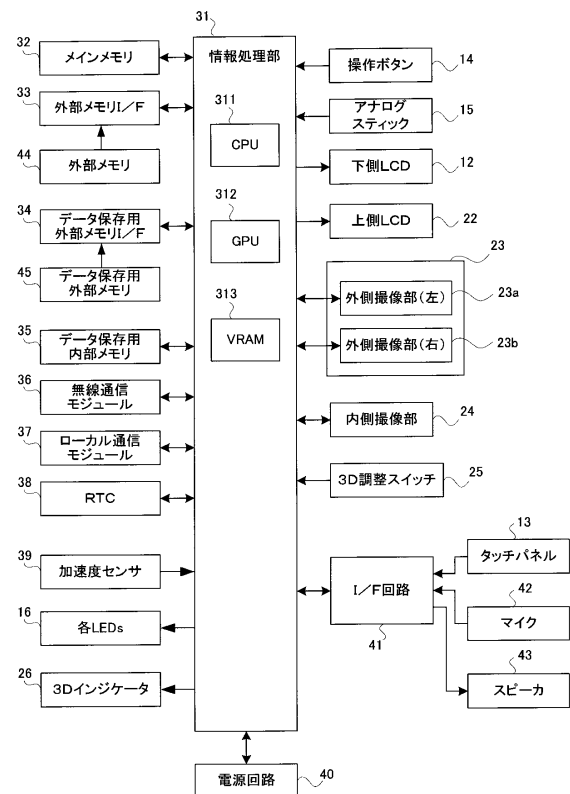 31
情報処理部
32
メインメモリ
33
外部メモリI/F
44
外部メモリ
34
データ保存用
外部メモリI/F
45
データ保存用
外部メモリ
35
データ保存用
内部メモリ
36
無線通信
モジュール
37
ローカル通信
モジュール
38
RTC
39
加速度センサ
16
各LEDs
26
3Dインジケータ
311
CPU
312
GPU
313
VRAM
操作ボタン
14
アナログ
スティック
15
下側LCD
12
上側LCD
22
23
外側撮像部(左)
23a
外側撮像部(右)
23b
内側撮像部
24
3D調整スイッチ
25
I/F回路
41
13
タッチパネル
42
マイク
43
スピーカ
電源回路
40